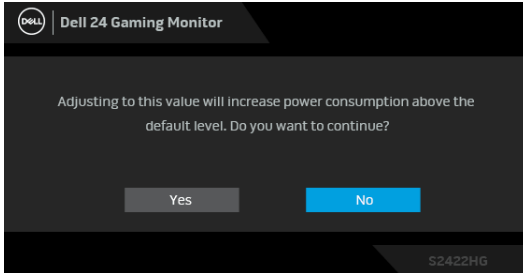 DELL
Dell 24 Gaming Monitor
Adjusting to this value will increase power consumption above the
default level. Do you want to continue?
Yes
No
S2422HG